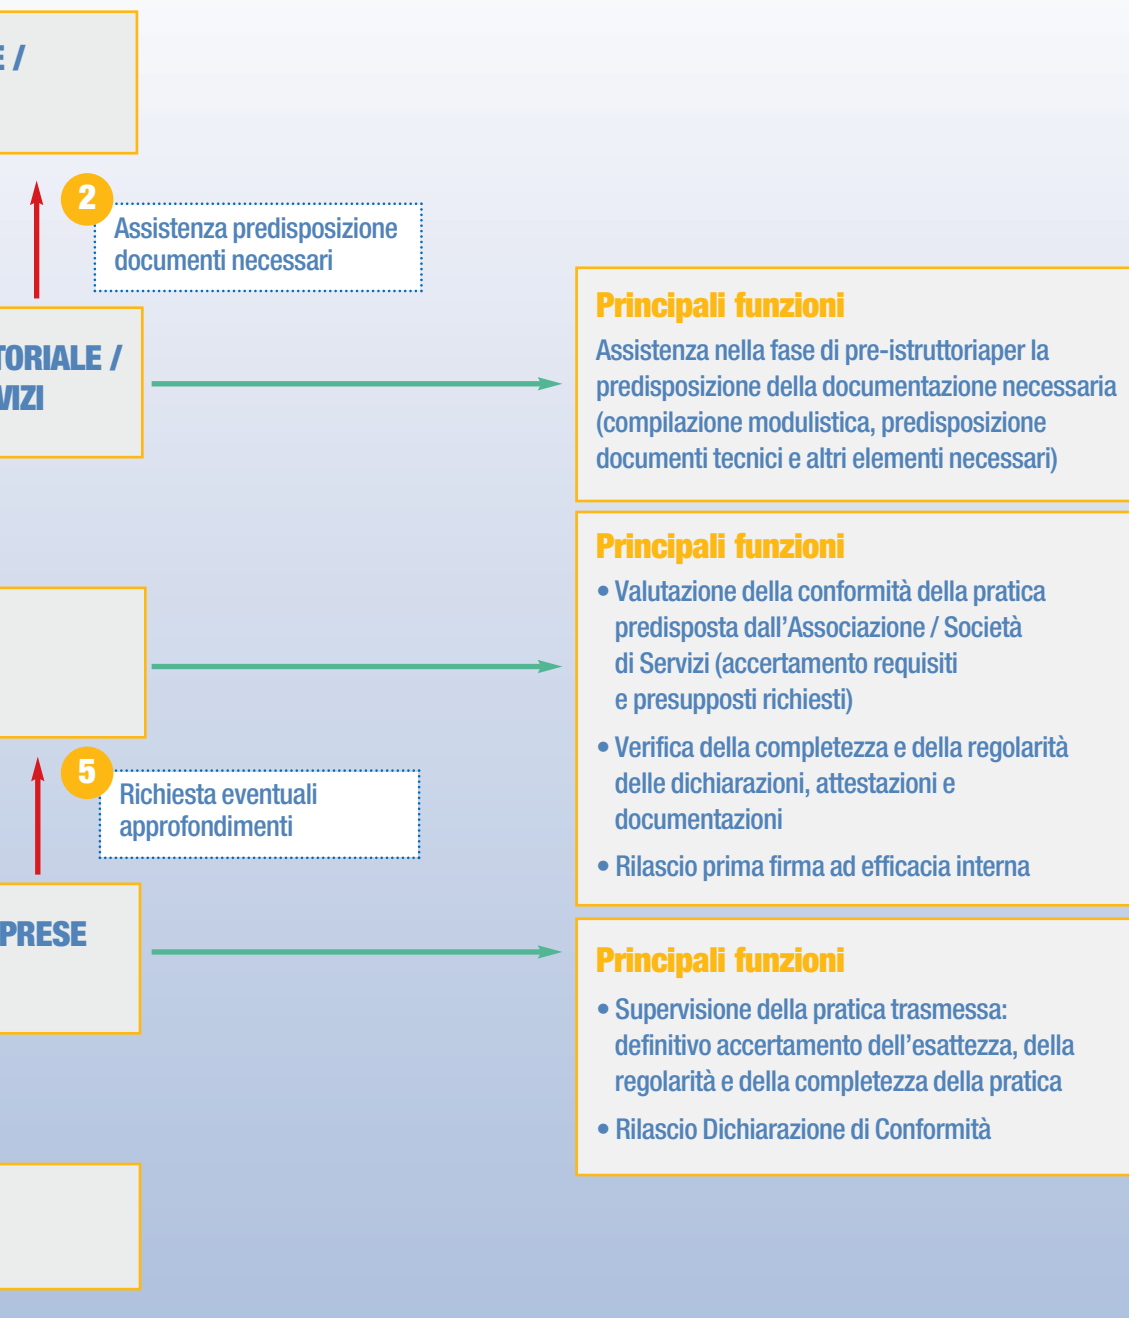 E /
2
Assistenza predisposizione
documenti necessari
TORIALE /
VIZI
Principali funzioni
Assistenza nella fase di pre-istruttoriaper la
predisposizione della documentazione necessaria
(compilazione modulistica, predisposizione
documenti tecnici e altri elementi necessari)
Principali funzioni
• Valutazione della conformità della pratica
predisposta dall’Associazione / Società
di Servizi (accertamento requisiti
e presupposti richiesti)
• Verifica della completezza e della regolarità
delle dichiarazioni, attestazioni e
documentazioni
• Rilascio prima firma ad efficacia interna
5
Richiesta eventuali
approfondimenti
PRESE
Principali funzioni
• Supervisione della pratica trasmessa:
definitivo accertamento dell’esattezza, della
regolarità e della completezza della pratica
• Rilascio Dichiarazione di Conformità